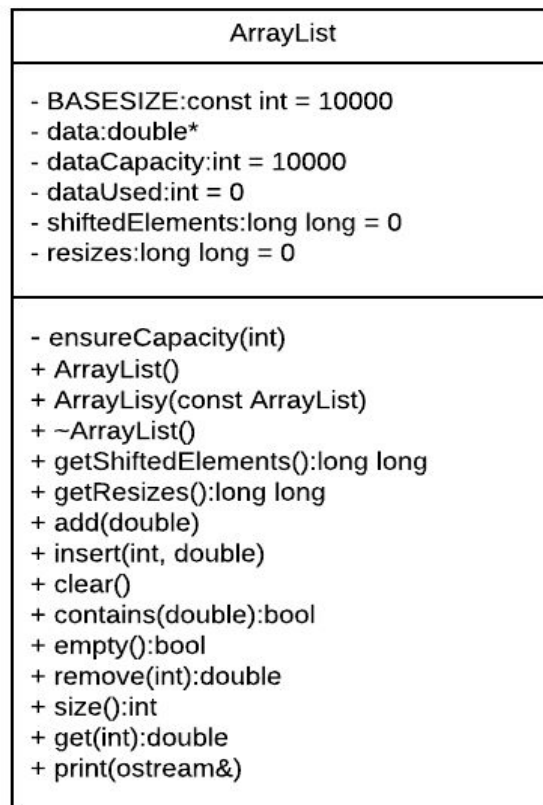 ArrayList
- BASESIZE:const int = 10000
- data:double*
- dataCapacity:int = 10000
- dataUsed:int = 0
- shiftedElements:long long = 0
- resizes:long long = 0
- ensureCapacity(int)
+ ArrayList()
+ ArrayLisy(const ArrayList)
+ ~ArrayList()
+ getShiftedElements():long long
+ getResizes():long long
+ add(double)
+ insert(int, double)
+ clear()
+ contains(double):bool
+ empty():bool
+ remove(int):double
+ size():int
+ get(int):double
+ print(ostream&)